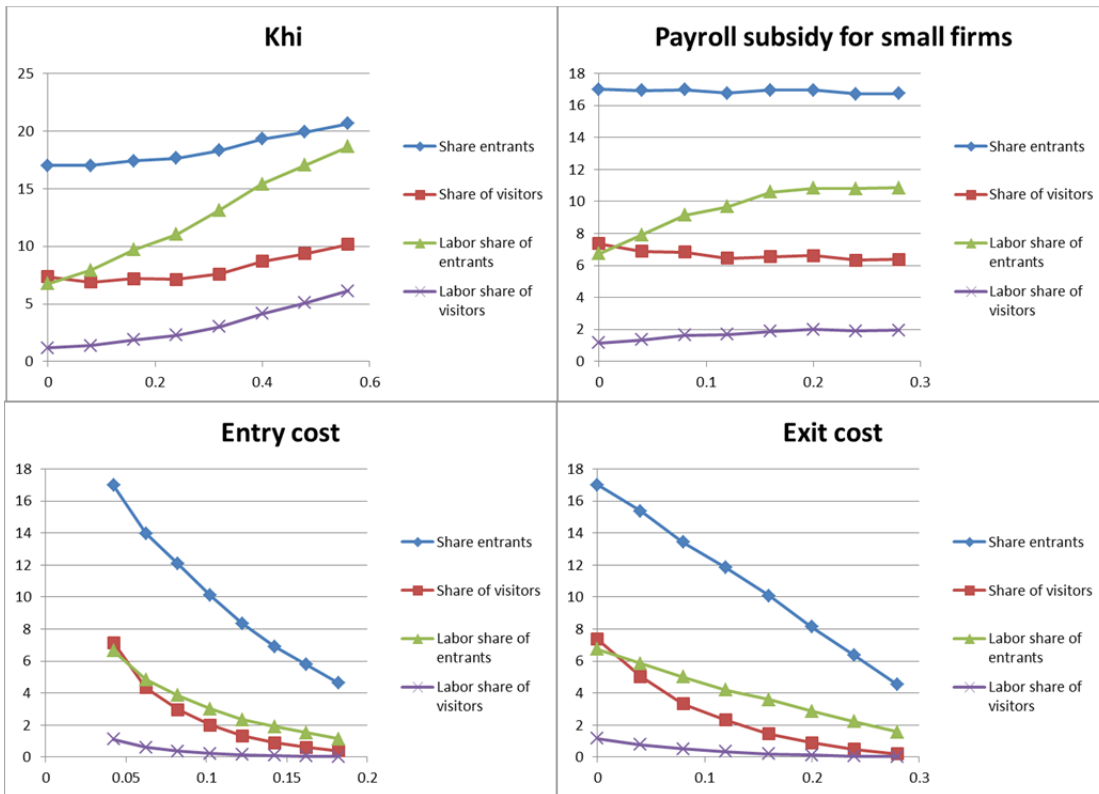 Khi
25
20
15
10
5
0
0 0.2 0.4 0.6
Share entrants
Share of visitors
Labor share of
entrants
Labor share of
visitors
Payroll subsidy for small firms
18
16
14
12
10
8
6
4
2
0
0 0.1 0.2 0.3
Share entrants
Share of visitors
Labor share of
entrants
Labor share of
visitors
Entry cost
18
16
14
12
10
8
6
4
2
0
0 0.05 0.1 0.15 0.2
Share entrants
Share of visitors
Labor share of
entrants
Labor share of
visitors
Exit cost
18
16
14
12
10
8
6
4
2
0
0 0.1 0.2 0.3
Share entrants
Share of visitors
Labor share of
entrants
Labor share of
visitors